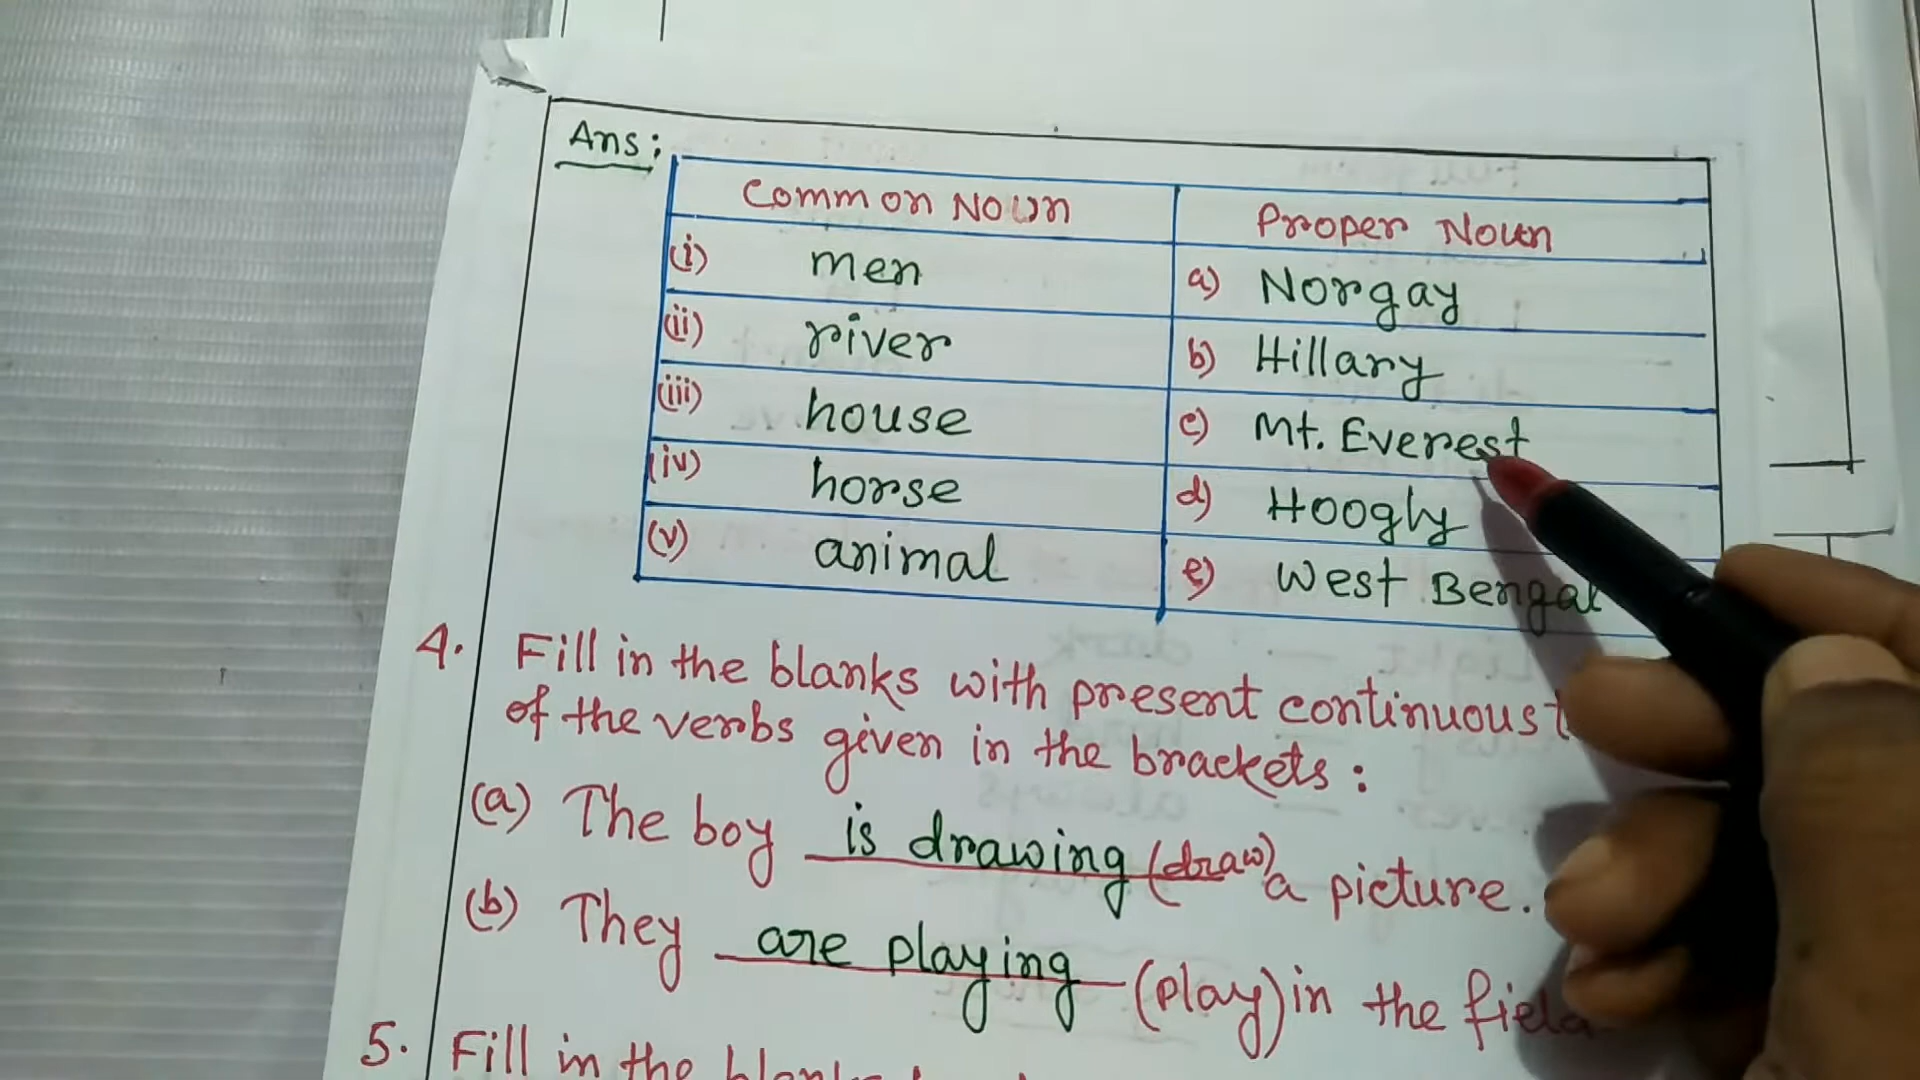 Ans:
Common Noun Proper Noun
(i) men a) Norgay
(ii) river b) Hillary
(iii) house c) Mt. Everest
(iv) horse d) Hoogly
(v) animal e) West Bengal
4. Fill in the blanks with present continuous
of the verbs given in the brackets:
(a) The boy is drawing (draw) a picture.
(b) They are playing (play) in the field
5. Fill in the